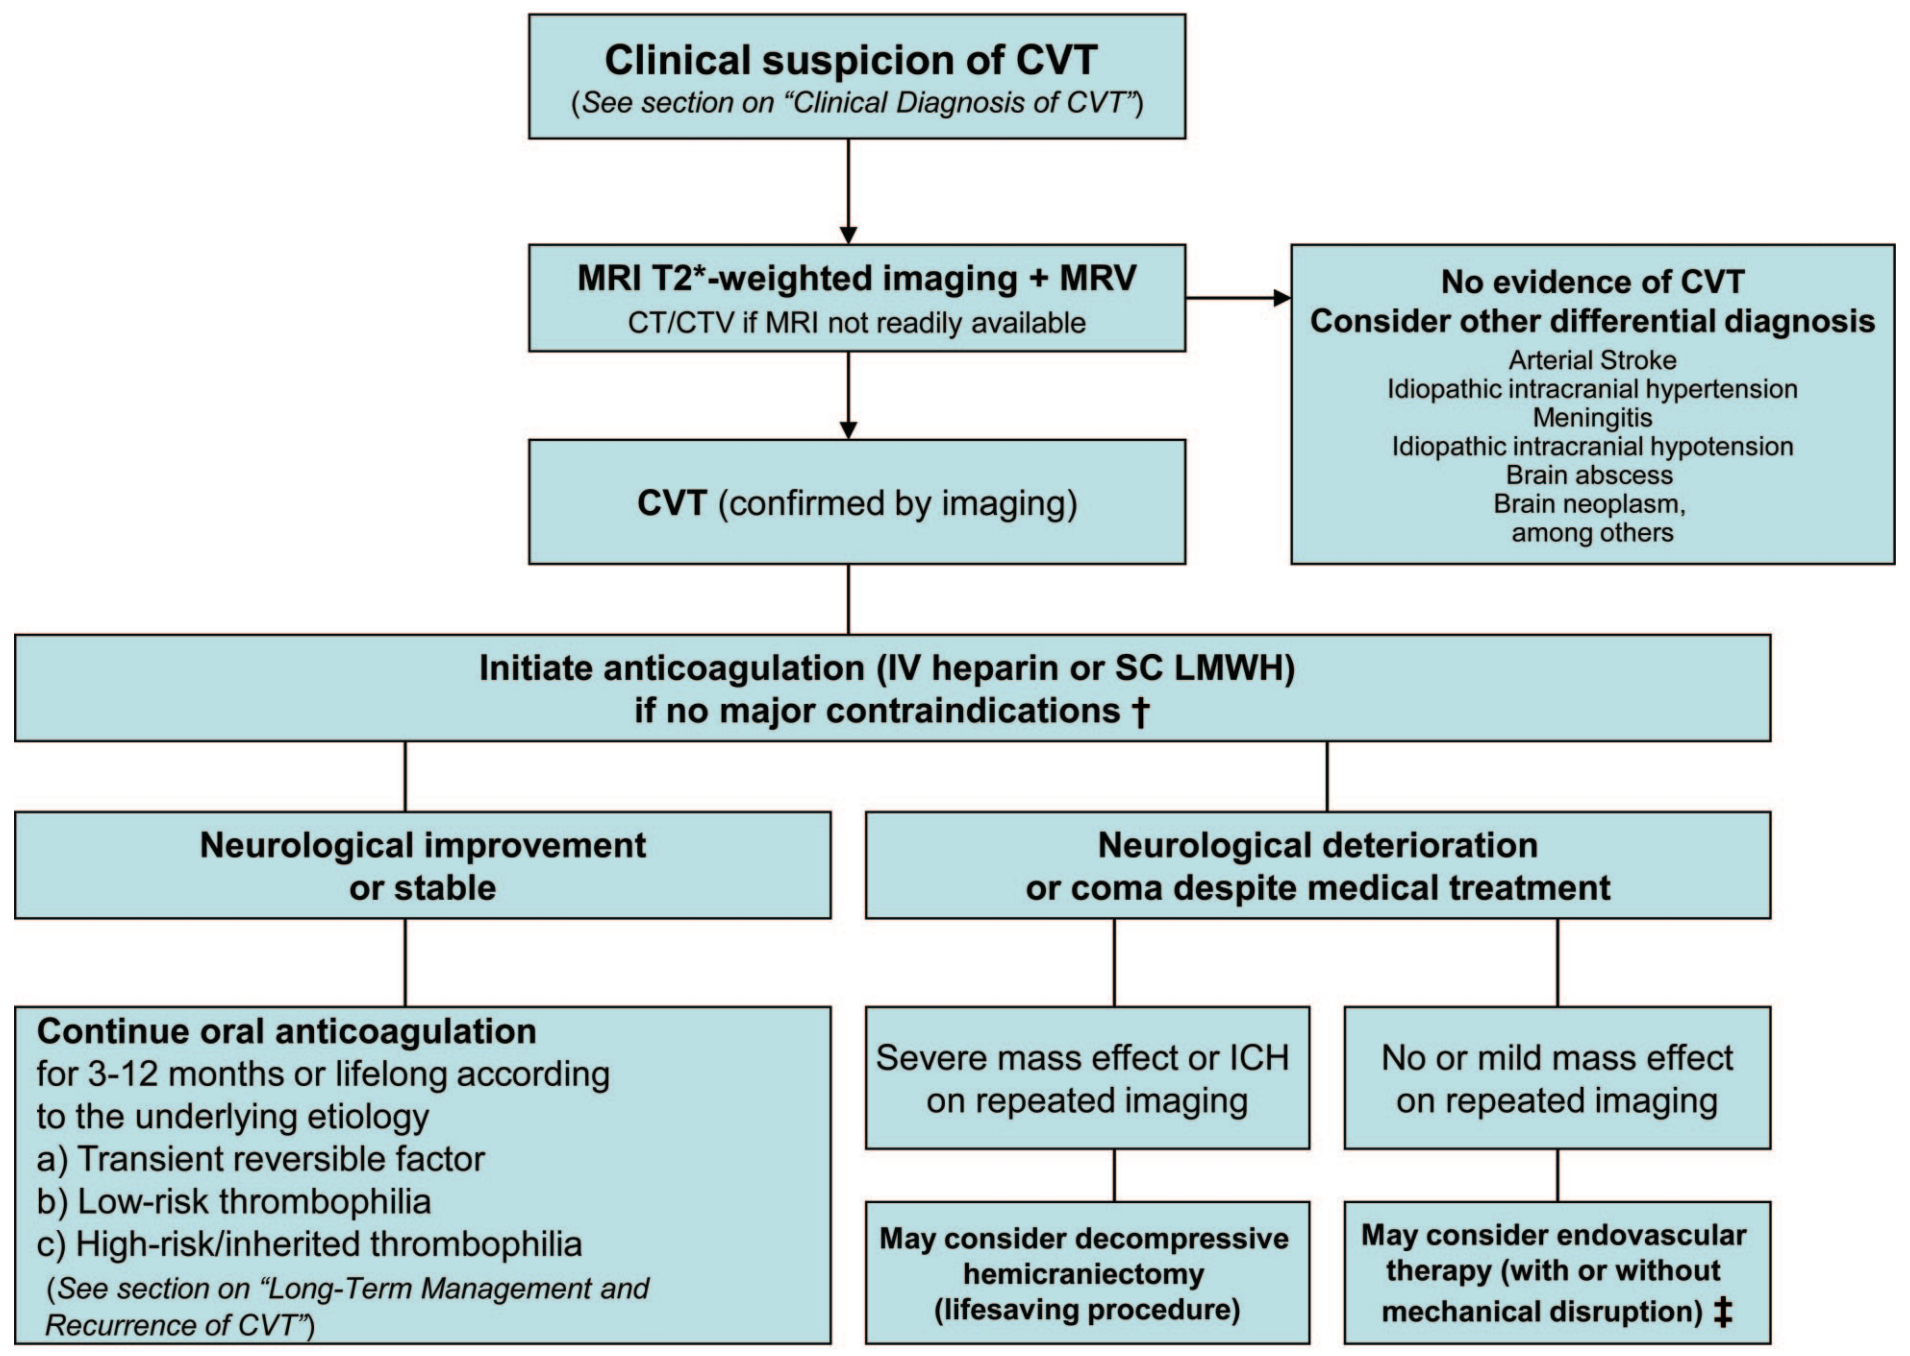 Clinical suspicion of CVT
(See section on “Clinical Diagnosis of CVT”)
MRI T2*-weighted imaging + MRV
CT/CTV if MRI not readily available
No evidence of CVT
Consider other differential diagnosis
Arterial Stroke
Idiopathic intracranial hypertension
Meningitis
Idiopathic intracranial hypotension
Brain abscess
Brain neoplasm,
among others
CVT (confirmed by imaging)
Initiate anticoagulation (IV heparin or SC LMWH)
if no major contraindications †
Neurological improvement
or stable
Neurological deterioration
or coma despite medical treatment
Continue oral anticoagulation
for 3-12 months or lifelong according
to the underlying etiology
a) Transient reversible factor
b) Low-risk thrombophilia
c) High-risk/inherited thrombophilia
(See section on “Long-Term Management and
Recurrence of CVT”)
Severe mass effect or ICH
on repeated imaging
No or mild mass effect
on repeated imaging
May consider decompressive
hemicraniectomy
(lifesaving procedure)
May consider endovascular
therapy (with or without
mechanical disruption) ‡